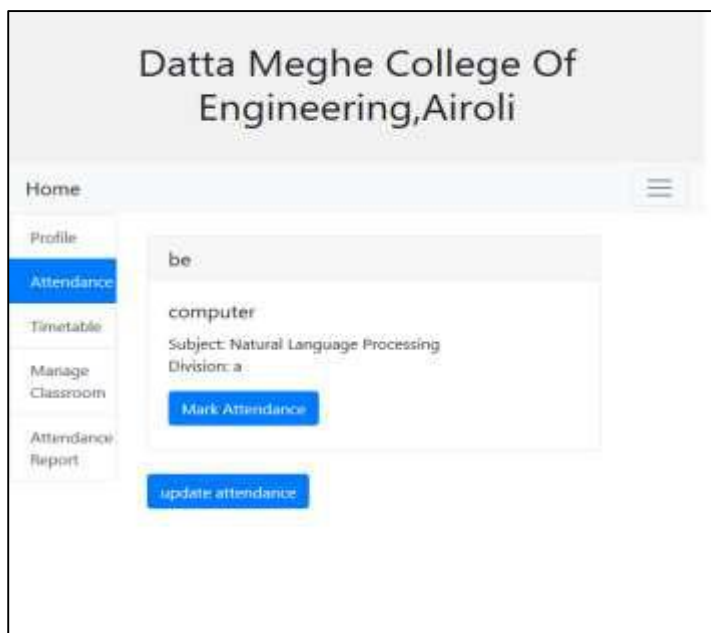 Datta Meghe College Of
Engineering,Airoli
Home
Profile
Attendance
Timetable
Manage
Classroom
Attendance
Report
be
computer
Subject: Natural Language Processing
Division: a
Mark Attendance
update attendance